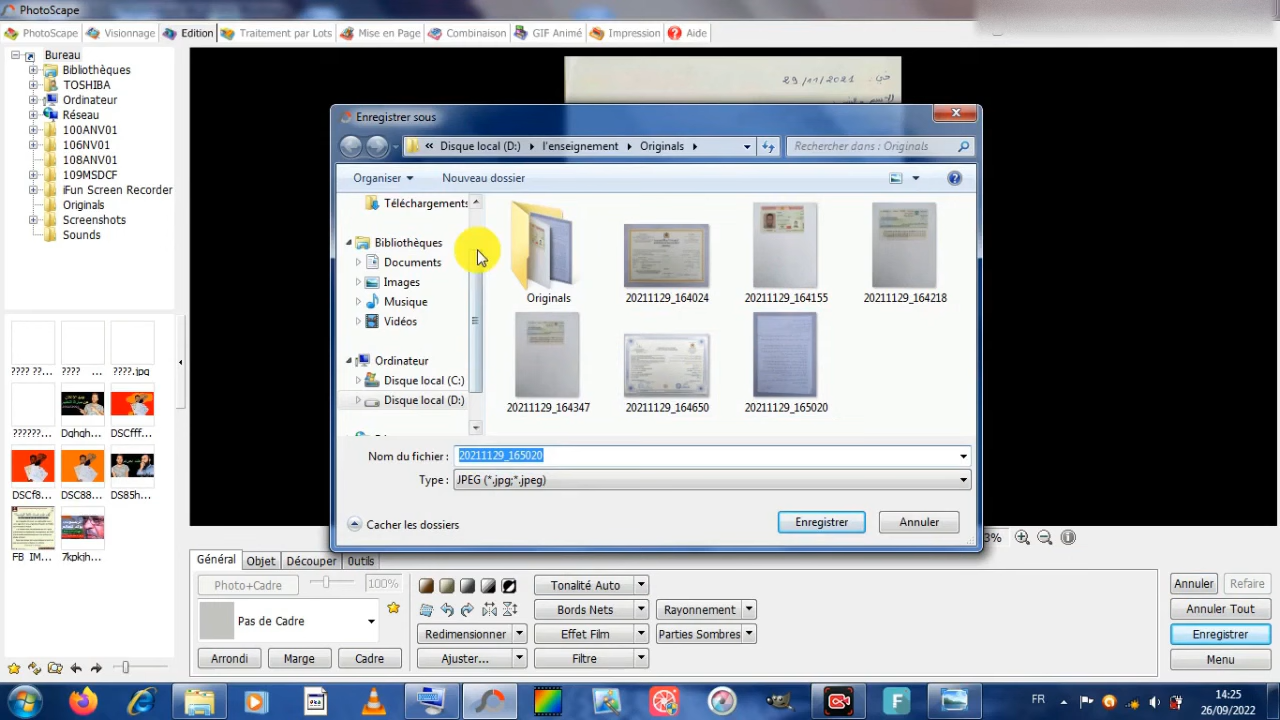 PhotoScape
PhotoScape
Visionnage
Edition
Traitement par Lots
Mise en Page
Combinaison
GIF Animé
Impression
Aide
Bureau
Bibliothèques
TOSHIBA
Ordinateur
Réseau
100ANV01
106NV01
108ANV01
109MSDCF
iFun Screen Recorder
Originals
Screenshots
Sounds
???? ??...
???? ...
????.jpg
??????...
Dghgh...
DSCfff...
DSCf8...
DSC88...
DS85h...
FB_IM...
7kpkjh...
29/11/2021
Enregistrer sous
« Disque local (D:) l'enseignement Originals
Rechercher dans : Originals
Organiser
Nouveau dossier
Téléchargements
Bibliothèques
Documents
Images
Musique
Vidéos
Ordinateur
Disque local (C:)
Disque local (D:)
Originals
20211129_164024
20211129_164155
20211129_164218
20211129_164347
20211129_164650
20211129_165020
Nom du fichier : 20211129_165020
Type : JPEG (*.jpg;*.jpeg)
Cacher les dossiers
Enregistrer
Annuler
3%
Général
Objet
Découper
Outils
Photo+Cadre
100%
Pas de Cadre
Arrondi
Marge
Cadre
Redimensionner
Ajuster...
Tonalité Auto
Bords Nets
Effet Film
Filtre
Rayonnement
Parties Sombres
Annuler
Refaire
Annuler Tout
Enregistrer
Menu
FR
14:25
26/09/2022